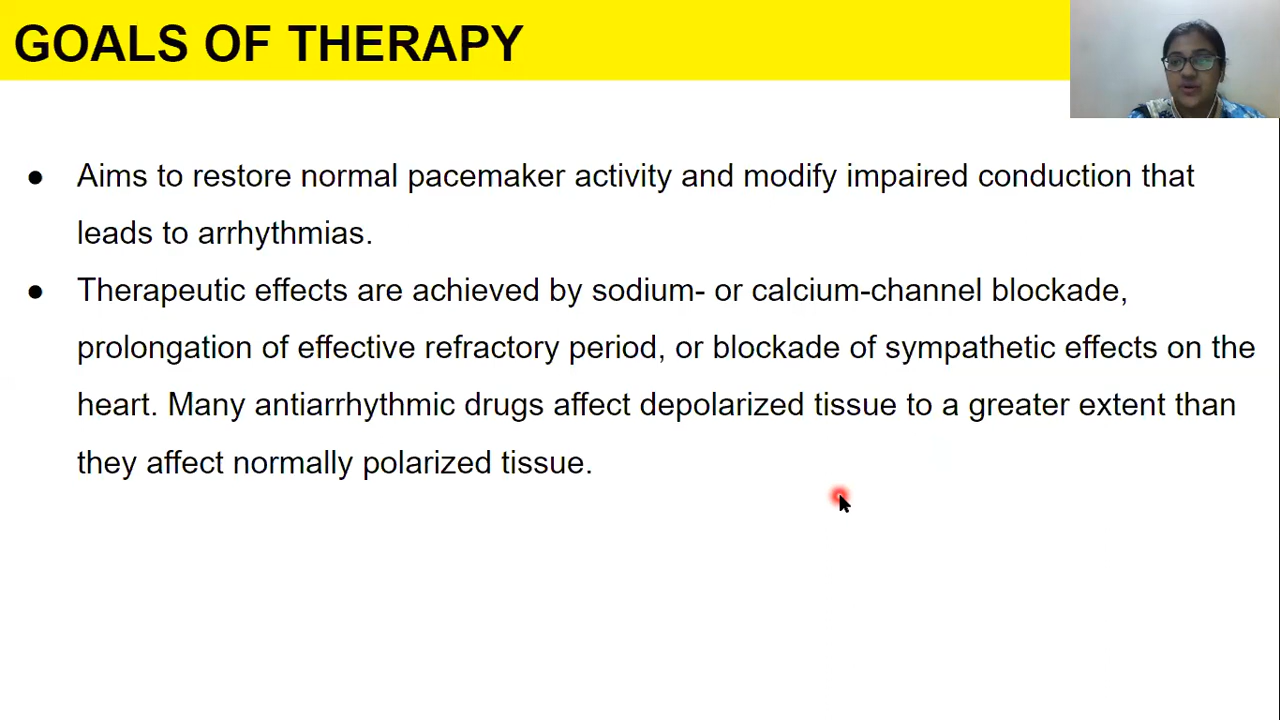 GOALS OF THERAPY
● Aims to restore normal pacemaker activity and modify impaired conduction that
leads to arrhythmias.
● Therapeutic effects are achieved by sodium- or calcium-channel blockade,
prolongation of effective refractory period, or blockade of sympathetic effects on the
heart. Many antiarrhythmic drugs affect depolarized tissue to a greater extent than
they affect normally polarized tissue.